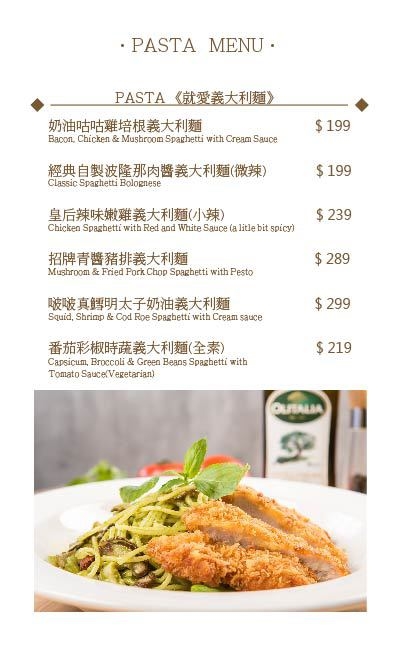 · PASTA MENU ·
PASTA 《就愛義大利麵》
奶油咕咕雞培根義大利麵 $ 199
Bacon, Chicken & Mushroom Spaghetti with Cream Sauce
經典自製波隆那肉醬義大利麵(微辣) $ 199
Classic Spaghetti Bolognese
皇后辣味嫩雞義大利麵(小辣) $ 239
Chicken Spaghetti with Red and White Sauce (a litle bit spicy)
招牌青醬豬排義大利麵 $ 289
Mushroom & Fried Pork Chop Spaghetti with Pesto
啵啵真鱈明太子奶油義大利麵 $ 299
Squid, Shrimp & Cod Roe Spaghetti with Cream sauce
番茄彩椒時蔬義大利麵(全素) $ 219
Capsicum, Broccoli & Green Beans Spaghetti with
Tomato Sauce(Vegetarian)
OLITALIA